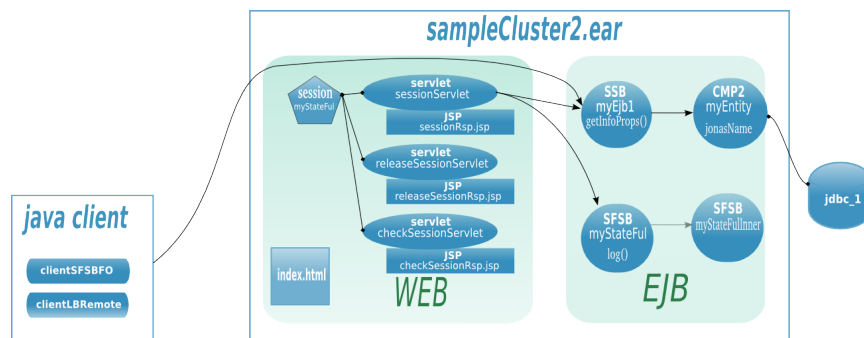 sampleCluster2.ear
session
myStateFul
servlet
sessionServlet
JSP
sessionRsp.jsp
servlet
releaseSessionServlet
JSP
releaseSessionRsp.jsp
servlet
checkSessionServlet
JSP
checkSessionRsp.jsp
index.html
WEB
SSB
myEjb1
getInfoProps()
CMP2
myEntity
jonasName
SFSB
myStateFul
log()
SFSB
myStateFullInner
EJB
jdbc_1
java client
clientSFSBFO
clientLBRemote